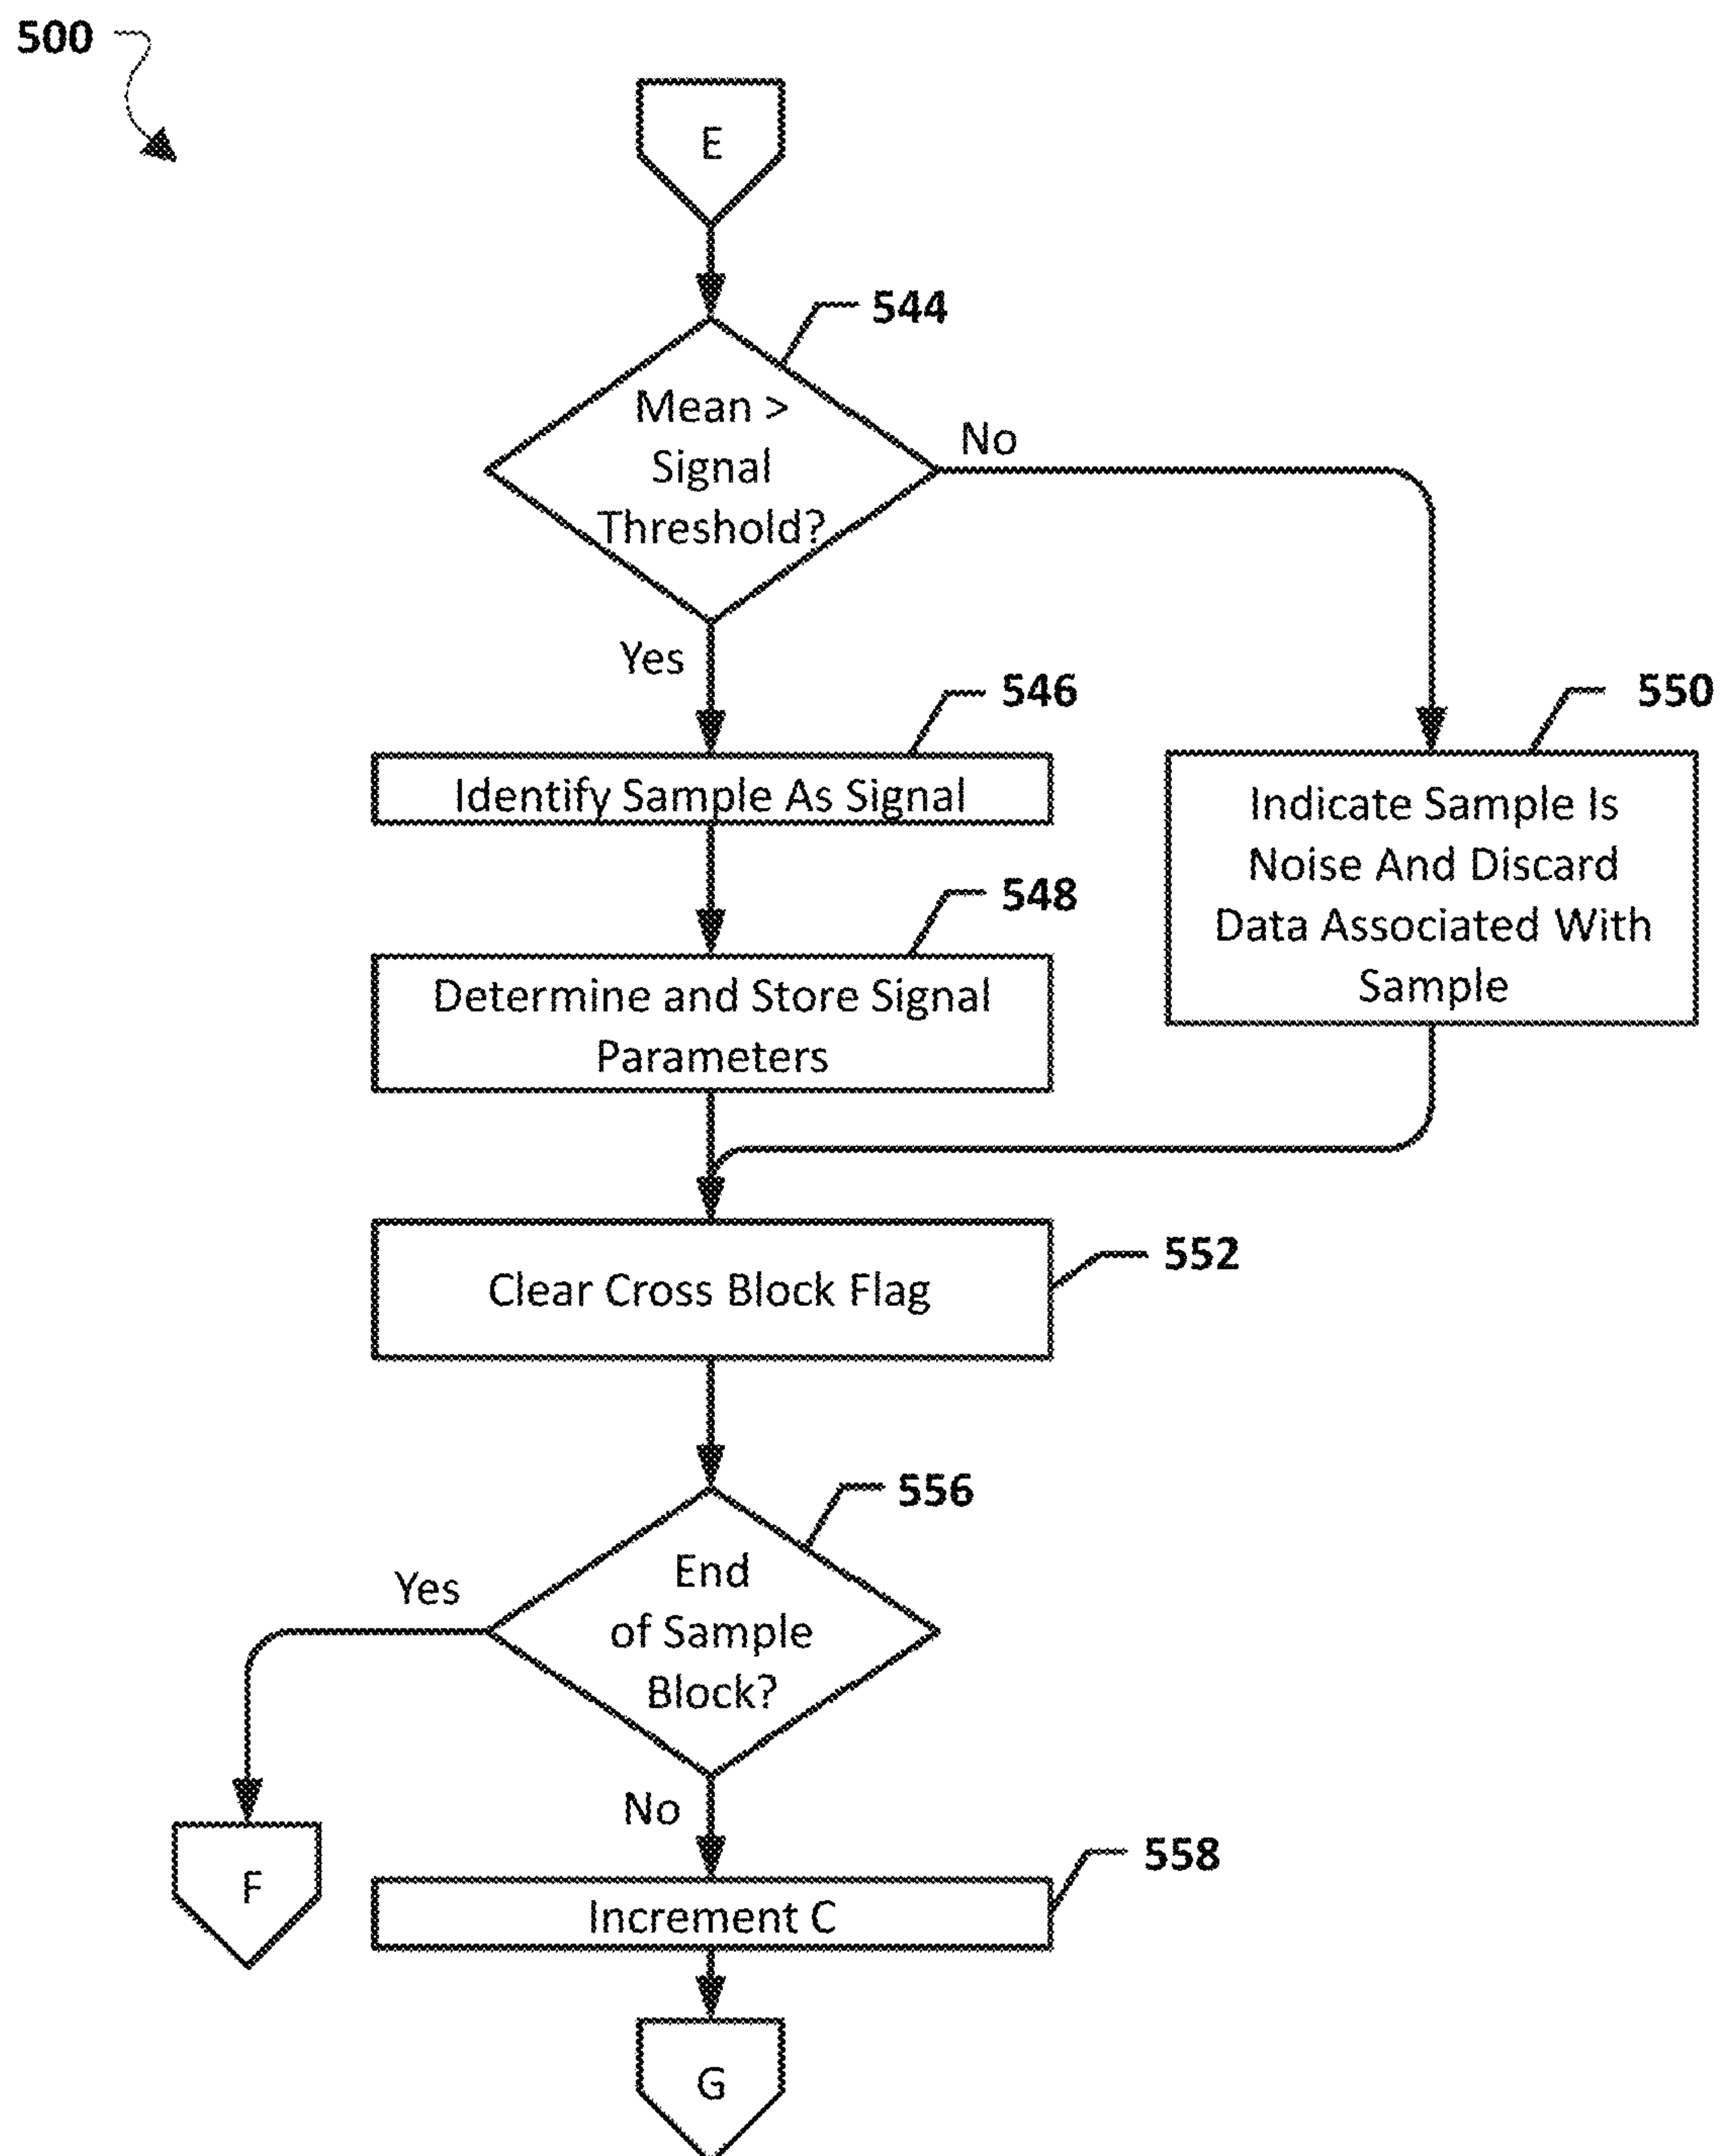 500
E
544
Mean >
Signal
Threshold?
No
Yes
546
Identify Sample As Signal
550
Indicate Sample Is
Noise And Discard
Data Associated With
Sample
548
Determine and Store Signal
Parameters
552
Clear Cross Block Flag
556
End
of Sample
Block?
Yes
No
F
558
Increment C
G